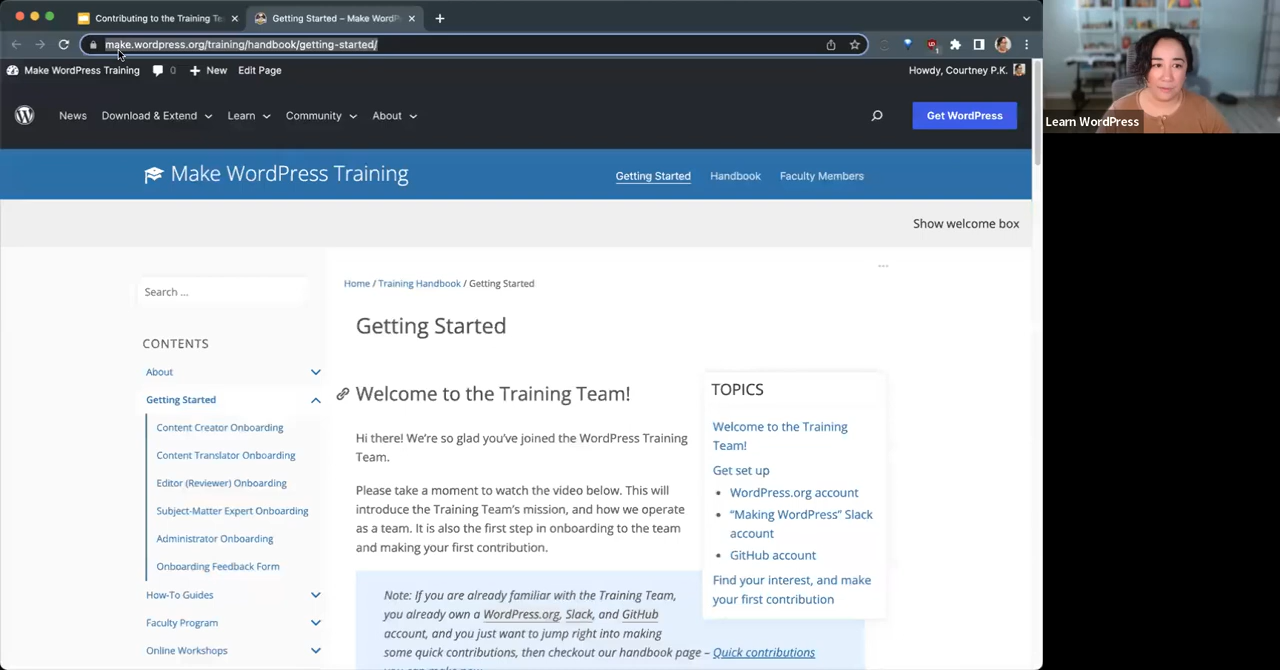 Contributing to the Training Te
Getting Started – Make WordP
make.wordpress.org/training/handbook/getting-started/
Make WordPress Training 0 New Edit Page Howdy, Courtney P.K.
News Download & Extend Learn Community About Get WordPress
Learn WordPress
Make WordPress Training Getting Started Handbook Faculty Members
Show welcome box
Search ...
CONTENTS
About
Getting Started
Content Creator Onboarding
Content Translator Onboarding
Editor (Reviewer) Onboarding
Subject-Matter Expert Onboarding
Administrator Onboarding
Onboarding Feedback Form
How-To Guides
Faculty Program
Online Workshops
Home / Training Handbook / Getting Started
Getting Started
Welcome to the Training Team!
Hi there! We're so glad you've joined the WordPress Training
Team.
Please take a moment to watch the video below. This will
introduce the Training Team's mission, and how we operate
as a team. It is also the first step in onboarding to the team
and making your first contribution.
Note: If you are already familiar with the Training Team,
you already own a WordPress.org, Slack, and GitHub
account, and you just want to jump right into making
some quick contributions, then checkout our handbook page – Quick contributions
you can make now
TOPICS
Welcome to the Training
Team!
Get set up
• WordPress.org account
• "Making WordPress" Slack
account
• GitHub account
Find your interest, and make
your first contribution